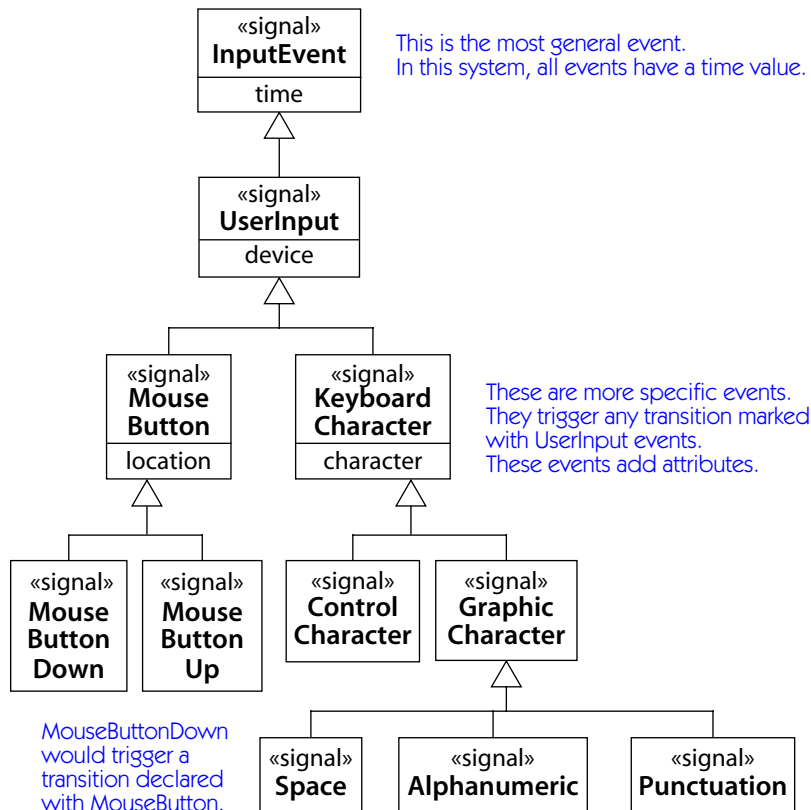 «signal»
InputEvent
time
This is the most general event.
In this system, all events have a time value.
«signal»
UserInput
device
«signal»
Mouse
Button
location
«signal»
Keyboard
Character
character
These are more specific events.
They trigger any transition marked
with UserInput events.
These events add attributes.
«signal»
Mouse
Button
Down
«signal»
Mouse
Button
Up
«signal»
Control
Character
«signal»
Graphic
Character
MouseButtonDown
would trigger a
transition declared
with MouseButton.
«signal»
Space
«signal»
Alphanumeric
«signal»
Punctuation